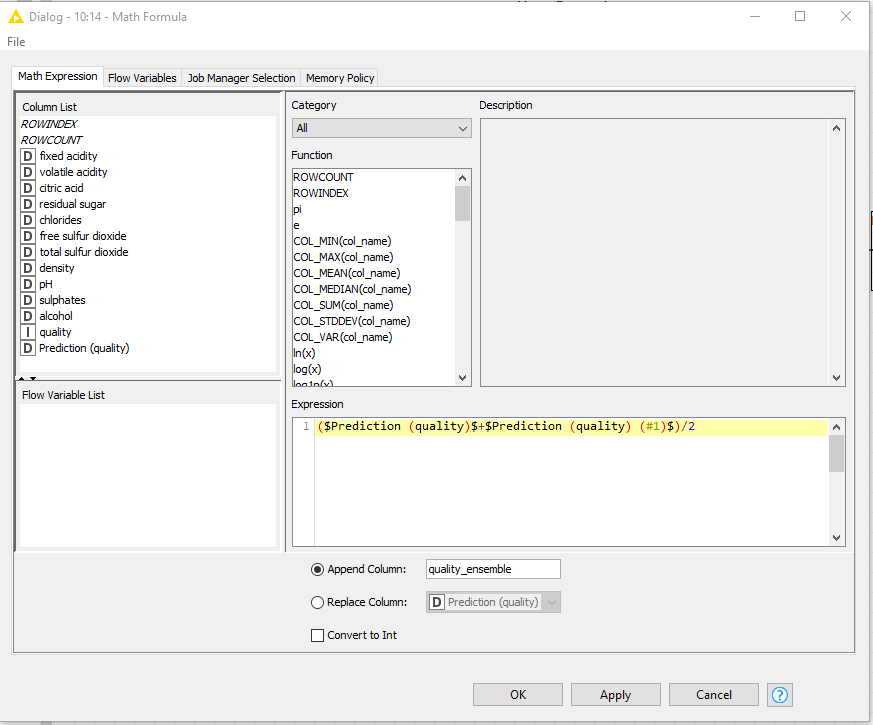 Dialog - 10:14 - Math Formula
File
Math Expression
Flow Variables
Job Manager Selection
Memory Policy
Column List
ROWINDEX
ROWCOUNT
D fixed acidity
D volatile acidity
D citric acid
D residual sugar
D chlorides
D free sulfur dioxide
D total sulfur dioxide
D density
D pH
D sulphates
D alcohol
I quality
D Prediction (quality)
Flow Variable List
Category
All
Function
ROWCOUNT
ROWINDEX
pi
e
COL_MIN(col_name)
COL_MAX(col_name)
COL_MEAN(col_name)
COL_MEDIAN(col_name)
COL_SUM(col_name)
COL_STDDEV(col_name)
COL_VAR(col_name)
ln(x)
log(x)
log1p(x)
Description
Expression
1 ($Prediction (quality)$+$Prediction (quality) (#1)$)/2
Append Column: quality_ensemble
Replace Column: D Prediction (quality)
Convert to Int
OK
Apply
Cancel
?